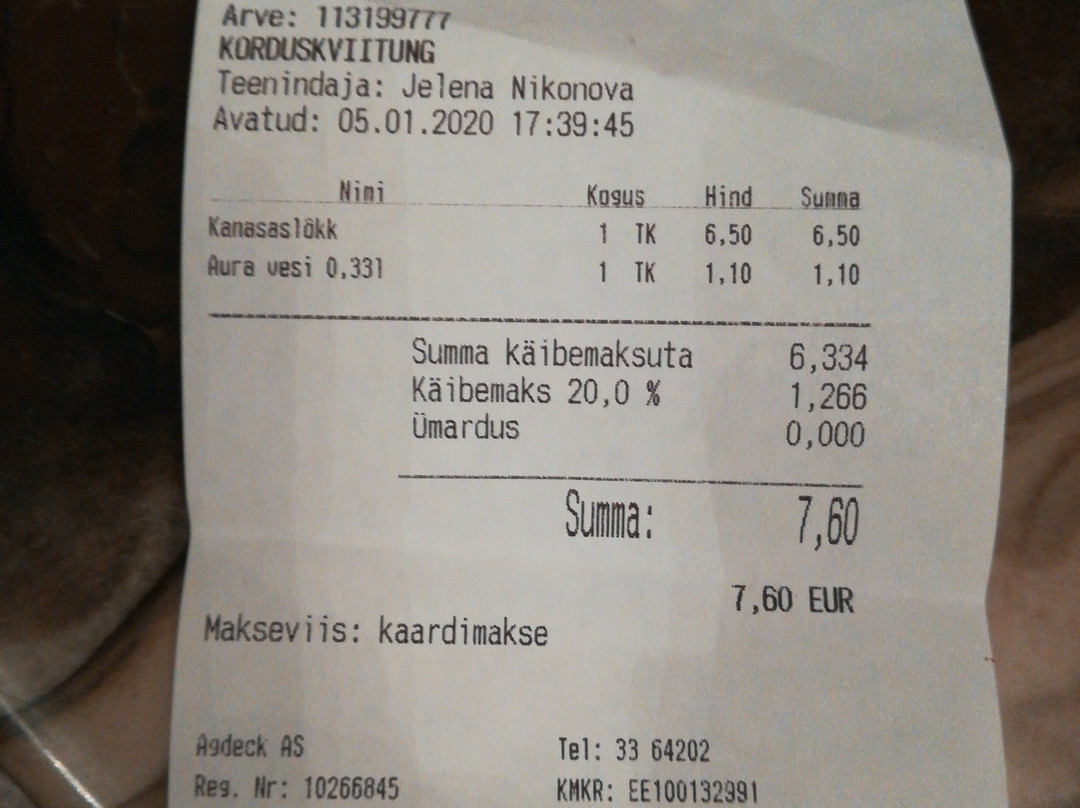 Arve: 113199777
KORDUSKVIITUNG
Teenindaja: Jelena Nikonova
Avatud: 05.01.2020 17:39:45
Nimi Kogus Hind Summa
Kanasaslõkk 1 TK 6,50 6,50
Aura vesi 0,33l 1 TK 1,10 1,10
Summa käibemaksuta 6,334
Käibemaks 20,0 % 1,266
Ümardus 0,000
Summa: 7,60
7,60 EUR
Makseviis: kaardimakse
Agdeck AS Tel: 33 64202
Reg. Nr: 10266845 KMKR: EE100132991